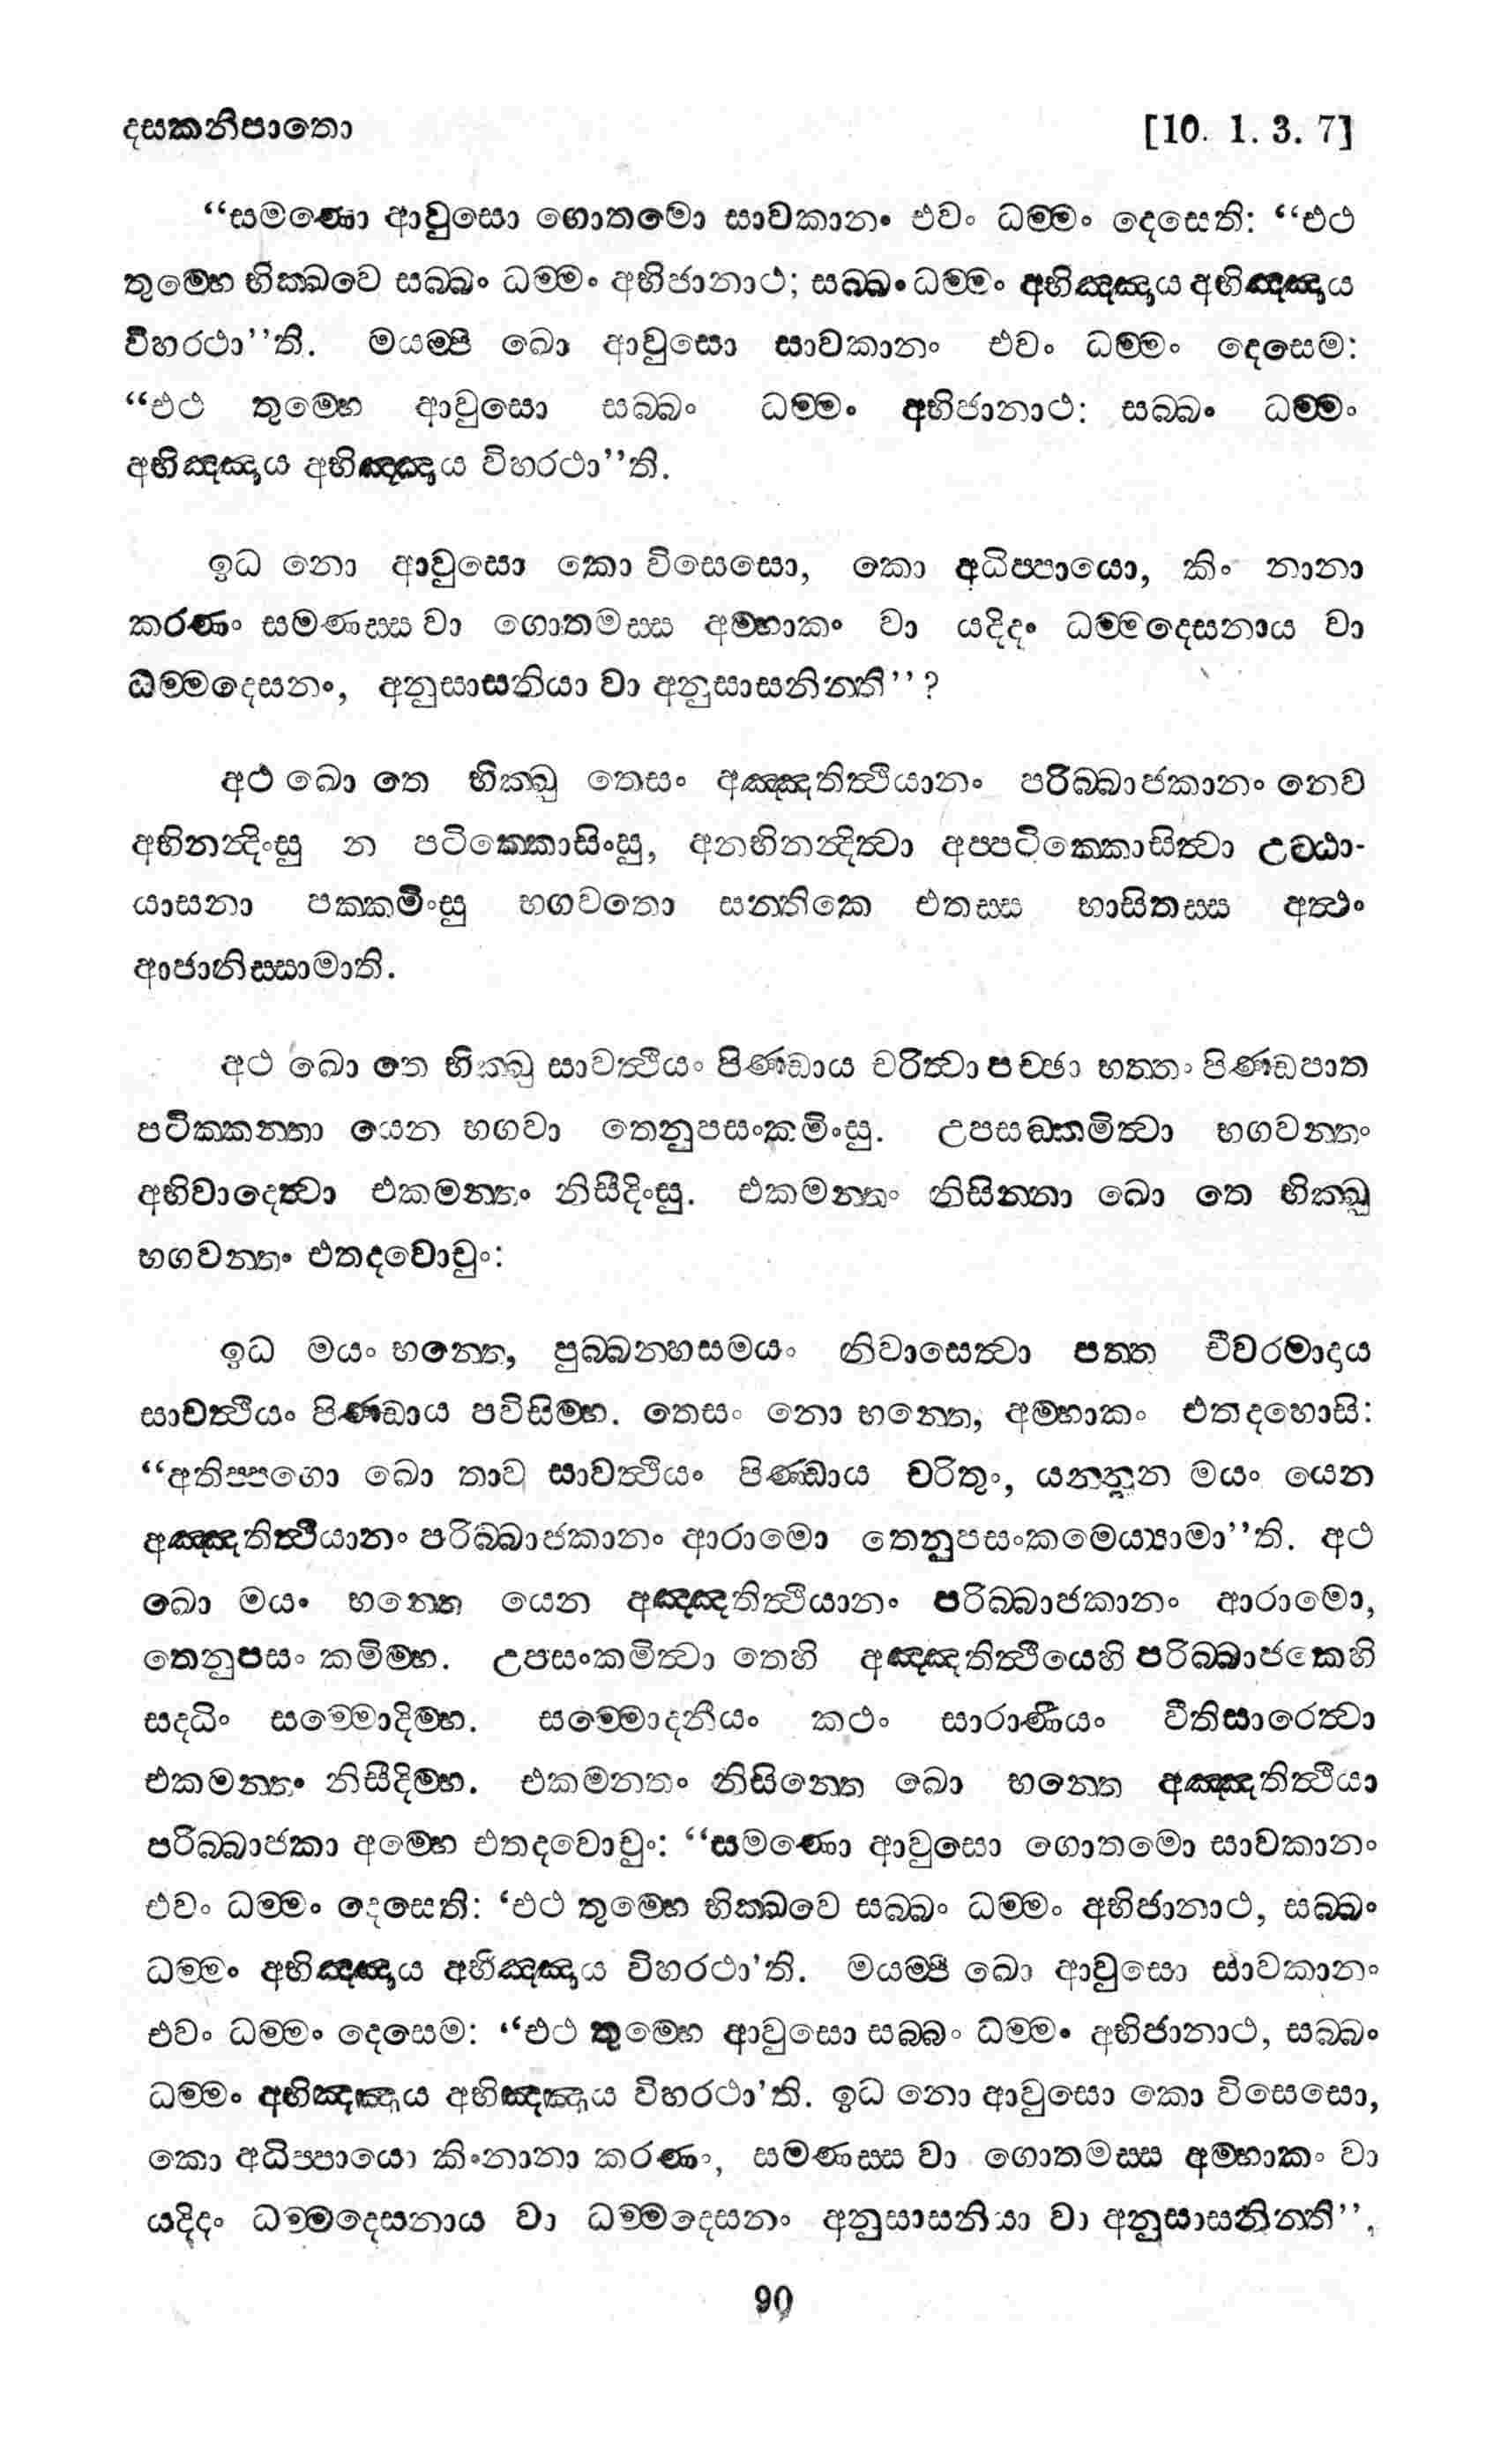 දසකනිපාතො [10. 1. 3. 7]
“සමණො ආවුසො ගොතමො සාවකානං එවං ධම්මං දෙසෙති: “එථ
තුම්හෙ භික්ඛවෙ සබ්බං ධම්මං අභිජානාථ; සබ්බං ධම්මං අභිඤ්ඤාය අභිඤ්ඤාය
විහරථා’’ති. මයම්පි ඛො ආවුසො සාවකානං එවං ධම්මං දෙසෙම:
“එථ තුම්හෙ ආවුසො සබ්බං ධම්මං අභිජානාථ: සබ්බං ධම්මං
අභිඤ්ඤාය අභිඤ්ඤාය විහරථා’’ති.
ඉධ නො ආවුසො කො විසෙසො, කො අධිප්පායො, කිං නානා
කරණං සමණස්ස වා ගොතමස්ස අම්හාකං වා යදිදං ධම්මදෙසනාය වා
ධම්මදෙසනං, අනුසාසනියා වා අනුසාසනින්ති’’ ?
අථ ඛො තෙ භික්ඛු තෙසං අඤ්ඤතිත්ථියානං පරිබ්බාජකානං නෙව
අභිනන්දිංසු න පටික්කොසිංසු, අනභිනන්දිත්වා අප්පටික්කොසිත්වා උට්ඨා-
යාසනා පක්කමිංසු භගවතො සන්තිකෙ එතස්ස භාසිතස්ස අත්ථං
ආජානිස්සාමාති.
අථ ඛො තෙ භික්ඛු සාවත්ථියං පිණ්ඩාය චරිත්වා පච්ඡා භත්තං පිණ්ඩපාත
පටික්කන්තා යෙන භගවා තෙනුපසංකමිංසු. උපසඞ්කමිත්වා භගවන්තං
අභිවාදෙත්වා එකමන්තං නිසීදිංසු. එකමන්තං නිසින්නා ඛො තෙ භික්ඛු
භගවන්තං එතදවොචුං:
ඉධ මයං භන්තෙ, පුබ්බන්හසමයං නිවාසෙත්වා පත්ත චීවරමාදාය
සාවත්ථියං පිණ්ඩාය පවිසිම්භ. තෙසං නො භන්තෙ, අම්හාකං එතදහොසි:
“අතිප්පගො ඛො තාව සාවත්ථියං පිණ්ඩාය චරිතුං, යන්නූන මයං යෙන
අඤ්ඤතිත්ථියානං පරිබ්බාජකානං ආරාමො තෙනුපසංකමෙය්‍යාමා’’ති. අථ
ඛො මයං භන්තෙ යෙන අඤ්ඤතිත්ථියානං පරිබ්බාජකානං ආරාමො,
තෙනුපසං කමිම්හ. උපසංකමිත්වා තෙහි අඤ්ඤතිත්ථියෙහි පරිබ්බාජකෙහි
සද්ධිං සම්මොදිම්හ. සම්මොදනීයං කථං සාරාණීයං වීතිසාරෙත්වා
එකමන්තං නිසීදිම්හ. එකමනතං නිසින්නෙ ඛො භන්තෙ අඤ්ඤතිත්ථියා
පරිබ්බාජකා අම්හෙ එතදවොචුං: “සමණො ආවුසො ගොතමො සාවකානං
එවං ධම්මං දෙසෙති: ‘එථ තුම්හෙ භික්ඛවෙ සබ්බං ධම්මං අභිජානාථ, සබ්බං
ධම්මං අභිඤ්ඤාය අභිඤ්ඤාය විහරථා’ති. මයම්පි ඛො ආවුසො සාවකානං
එවං ධම්මං දෙසෙම: “එථ තුම්හෙ ආවුසො සබ්බං ධම්මං අභිජානාථ, සබ්බං
ධම්මං අභිඤ්ඤාය අභිඤ්ඤාය විහරථා’ති. ඉධ නො ආවුසො කො විසෙසො,
කො අධිප්පායො කිංනානා කරණං, සමණස්ස වා ගොතමස්ස අම්හාකං වා
යදිදං ධම්මදෙසනාය වා ධම්මදෙසනං අනුසාසනියා වා අනුසාසනින්ති’’,
90